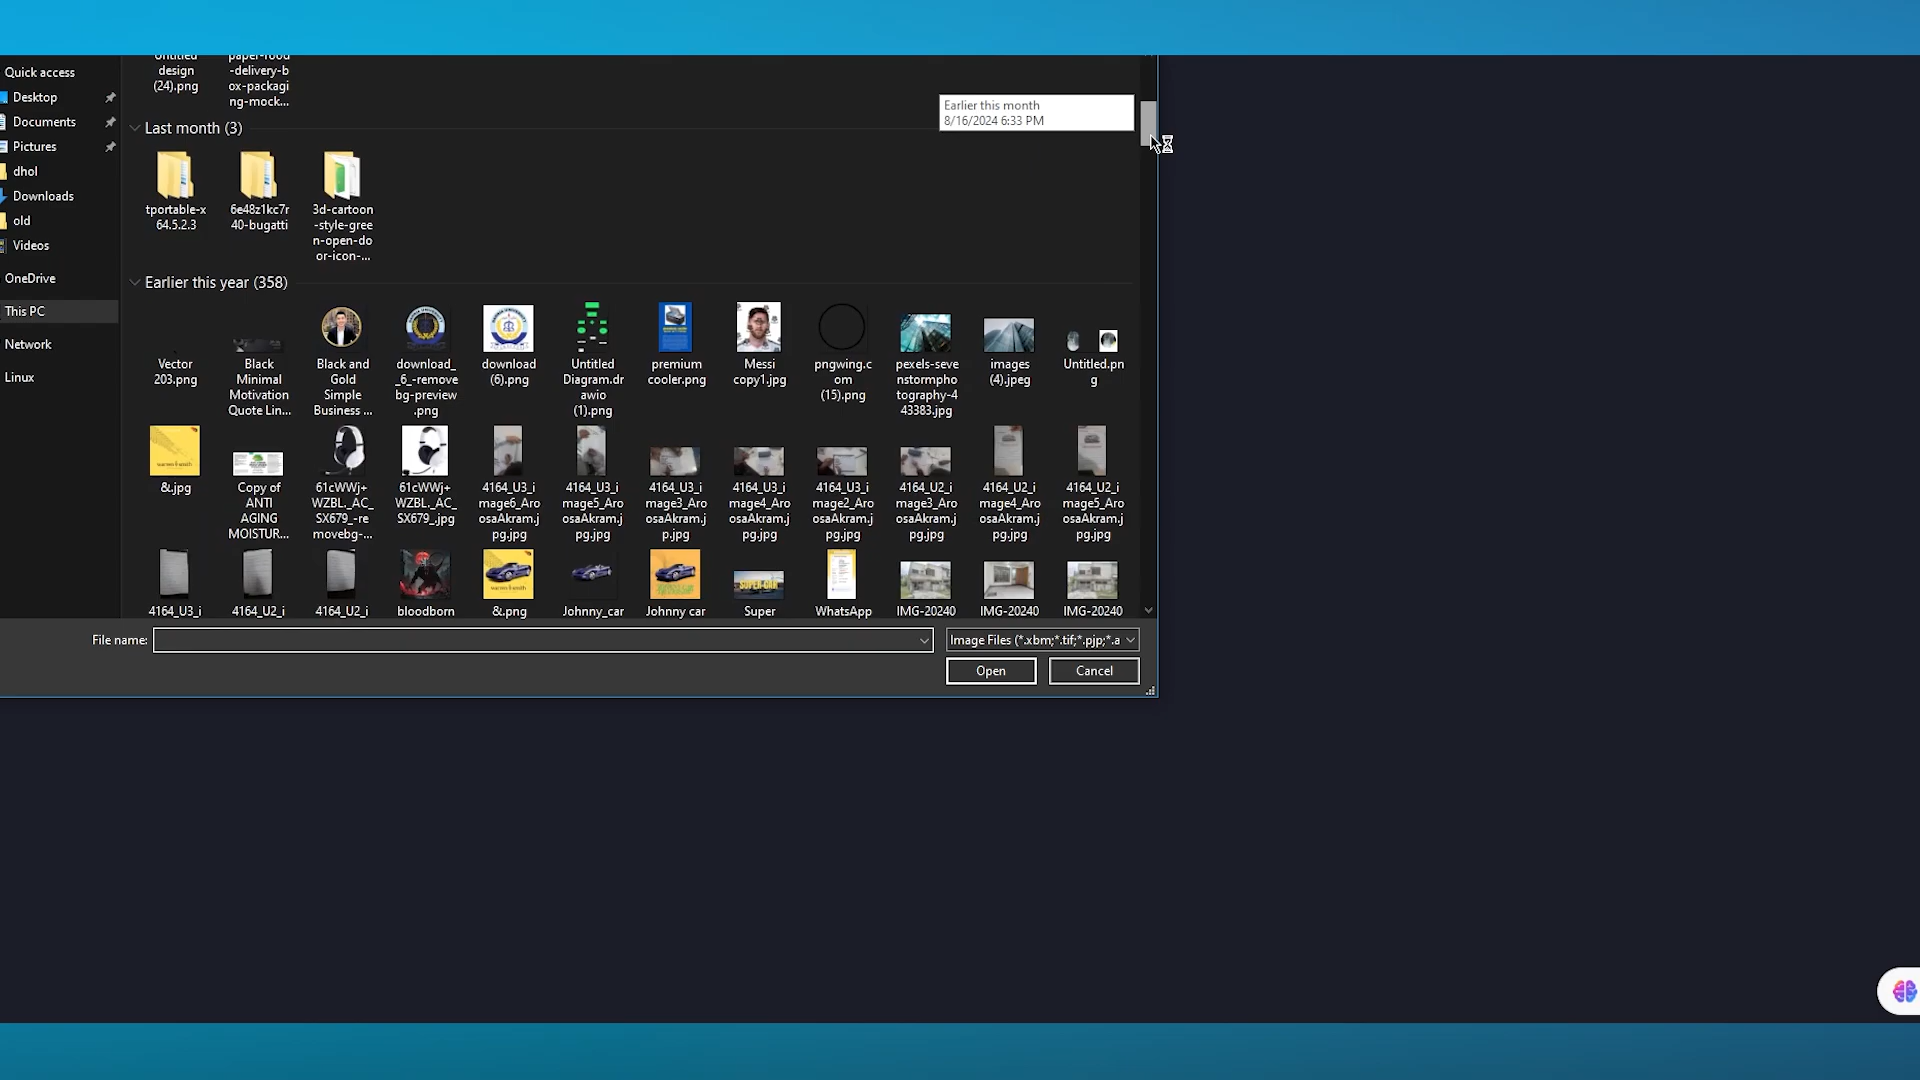 Untitled
design
(24).png
paper-food
-delivery-b
ox-packagi
ng-mock...
Quick access
Desktop
Documents
Pictures
dhol
Downloads
old
Videos
OneDrive
This PC
Network
Linux
Earlier this month
8/16/2024 6:33 PM
Last month (3)
tportable-x
64.5.2.3
6e48z1kc7r
40-bugatti
3d-cartoon
-style-gree
n-open-do
or-icon-...
Earlier this year (358)
Vector
203.png
Black
Minimal
Motivation
Quote Lin...
Black and
Gold
Simple
Business ...
download_
_6_-remove
bg-preview
.png
download
(6).png
Untitled
Diagram.dr
awio
(1).png
premium
cooler.png
Messi
copy1.jpg
pngwing.c
om
(15).png
pexels-seve
nstormpho
tography-4
43383.jpg
images
(4).jpeg
Untitled.pn
g
&.jpg
Copy of
ANTI
AGING
MOISTUR...
61cWWj+
WZBL._AC_
SX679_-re
movebg-...
61cWWj+
WZBL._AC_
SX679_.jpg
4164_U3_i
mage6_Aro
osaAkram.j
pg.jpg
4164_U3_i
mage5_Aro
osaAkram.j
pg.jpg
4164_U3_i
mage3_Aro
osaAkram.j
p.jpg
4164_U3_i
mage4_Aro
osaAkram.j
pg.jpg
4164_U3_i
mage2_Aro
osaAkram.j
pg.jpg
4164_U2_i
mage3_Aro
osaAkram.j
pg.jpg
4164_U2_i
mage4_Aro
osaAkram.j
pg.jpg
4164_U2_i
mage5_Aro
osaAkram.j
pg.jpg
4164_U3_i
4164_U2_i
4164_U2_i
bloodborn
&.png
Johnny_car
Johnny car
SUPER CAR
Super
WhatsApp
IMG-20240
IMG-20240
IMG-20240
File name:
Image Files (*.xbm;*.tif;*.pjp;*.a
Open
Cancel